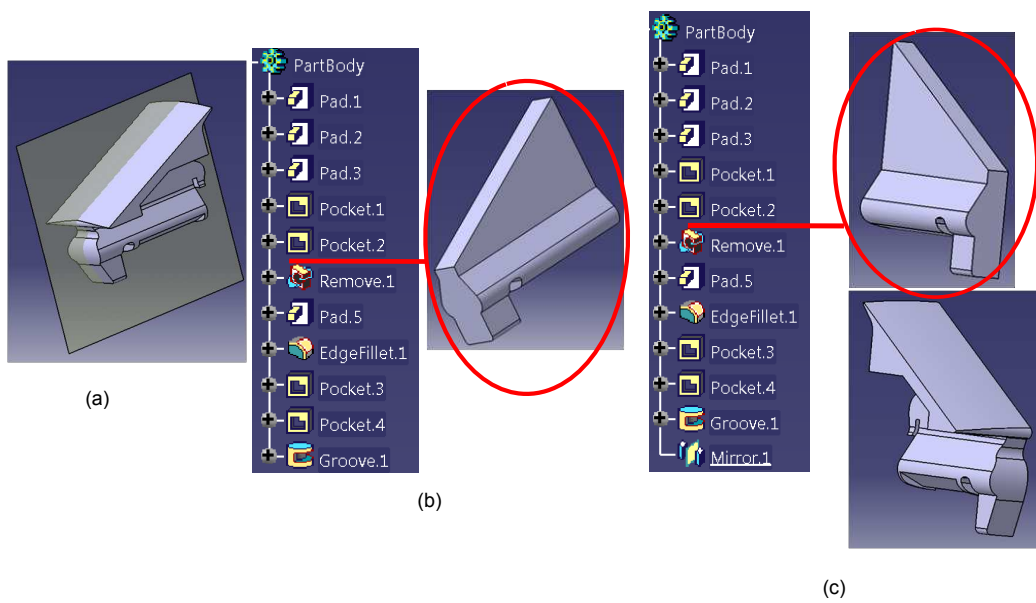 PartBody
Pad.1
Pad.2
Pad.3
Pocket.1
Pocket.2
Remove.1
Pad.5
EdgeFillet.1
Pocket.3
Pocket.4
Groove.1
PartBody
Pad.1
Pad.2
Pad.3
Pocket.1
Pocket.2
Remove.1
Pad.5
EdgeFillet.1
Pocket.3
Pocket.4
Groove.1
Mirror.1
(a)
(b)
(c)